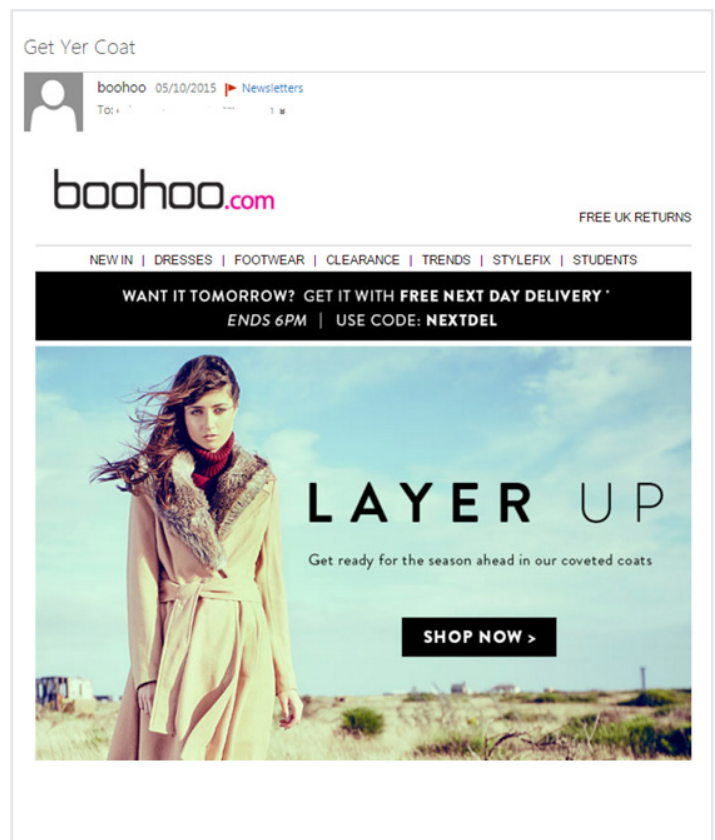 Get Yer Coat
boohoo 05/10/2015 Newsletters
To:
boohoo.com
FREE UK RETURNS
NEW IN | DRESSES | FOOTWEAR | CLEARANCE | TRENDS | STYLEFIX | STUDENTS
WANT IT TOMORROW? GET IT WITH FREE NEXT DAY DELIVERY *
ENDS 6PM | USE CODE: NEXTDEL
LAYER UP
Get ready for the season ahead in our coveted coats
SHOP NOW >